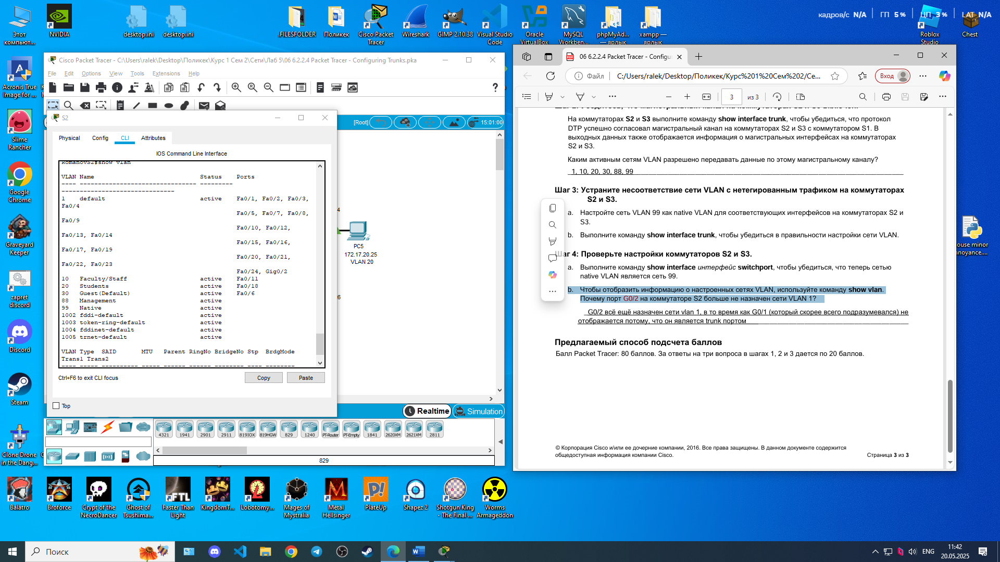 Этот компьют...
NVIDIA
desktop.ini
desktop.ini
.FILESFOLDER
Поликек
Cisco Packet Tracer
Wireshark
GIMP 2.10.38
Visual Studio Code
Oracle VirtualBox
MySQL Workben...
phpMyAd... — ярлык
xampp — ярлык
Roblox Studio
Chest
кадров/с N/A ГП 5 % ЦП 3 % LAT N/A
Acronis True Image for ...
Slime Rancher
Google Chrome
Graveyard Keeper
zapret discord
Discord
Steam
Clone Drone in the Dang...
Cisco Packet Tracer - C:\Users\ralek\Desktop\Поликек\Курс 1 Сем 2\Сети\Лаб 5\06 6.2.2.4 Packet Tracer - Configuring Trunks.pka
File Edit Options View Tools Extensions Help
[Root] 15:01:00
S2
Physical Config CLI Attributes
IOS Command Line Interface
RomanovS2#show vlan
VLAN Name Status Ports
---- -------------------------------- ---------
-------------------------------
1 default active Fa0/1, Fa0/2, Fa0/3,
Fa0/4
Fa0/5, Fa0/7, Fa0/8,
Fa0/9
Fa0/10, Fa0/12,
Fa0/13, Fa0/14
Fa0/15, Fa0/16,
Fa0/17, Fa0/19
Fa0/20, Fa0/21,
Fa0/22, Fa0/23
Fa0/24, Gig0/2
10 Faculty/Staff active Fa0/11
20 Students active Fa0/18
30 Guest(Default) active Fa0/6
88 Management active
99 Native active
1002 fddi-default active
1003 token-ring-default active
1004 fddinet-default active
1005 trnet-default active
VLAN Type SAID MTU Parent RingNo BridgeNo Stp BrdgMode
Trans1 Trans2
---- ----- ---------- ----- ------ ------ -------- ---- --------
Ctrl+F6 to exit CLI focus
Copy Paste
Top
4
PC5
172.17.20.25
VLAN 20
26
Realtime Simulation
4321 1941 2901 2911 819IOX 819HGW 829 1240 PT-Router PT-Empty 1841 2620XM 2621XM 2811
829
06 6.2.2.4 Packet Tracer - Configu
Файл C:/Users/ralek/Desktop/Поликек/Курс%201%20Сем%202/Се...
Вход
3 из 3
На коммутаторах S2 и S3 выполните команду show interface trunk, чтобы убедиться, что протокол
DTP успешно согласовал магистральный канал на коммутаторах S2 и S3 с коммутатором S1. В
выходных данных также отображается информация о магистральных интерфейсах на коммутаторах
S2 и S3.
Каким активным сетям VLAN разрешено передавать данные по этому магистральному каналу?
1, 10, 20, 30, 88, 99
Шаг 3: Устраните несоответствие сети VLAN с нетегированным трафиком на коммутаторах
S2 и S3.
a. Настройте сеть VLAN 99 как native VLAN для соответствующих интерфейсов на коммутаторах S2 и
S3.
b. Выполните команду show interface trunk, чтобы убедиться в правильности настройки сети VLAN.
Шаг 4: Проверьте настройки коммутаторов S2 и S3.
a. Выполните команду show interface интерфейс switchport, чтобы убедиться, что теперь сетью
native VLAN является сеть 99.
b. Чтобы отобразить информацию о настроенных сетях VLAN, используйте команду show vlan.
Почему порт G0/2 на коммутаторе S2 больше не назначен сети VLAN 1?
G0/2 всё ещё назначен сети vlan 1, в то время как G0/1 (который скорее всего подразумевался) не
отображается потому, что он является trunk портом
Предлагаемый способ подсчета баллов
Балл Packet Tracer: 80 баллов. За ответы на три вопроса в шагах 1, 2 и 3 дается по 20 баллов.
© Корпорация Cisco и/или ее дочерние компании, 2016. Все права защищены. В данном документе содержится
общедоступная информация компании Cisco. Страница 3 из 3
ouse minor
nnoyance....
Balatro
Broforce
Crypt of the NecroDancer
Ghost of Tsushima...
Faster Than Light
KingdomT...
Lobotomy...
Mages of Mystralia
Metal Hellsinger
PlateUp
Shapez 2
Shotgun King - The Final ...
Worms Armageddon
Поиск
ENG
11:42
20.05.2025